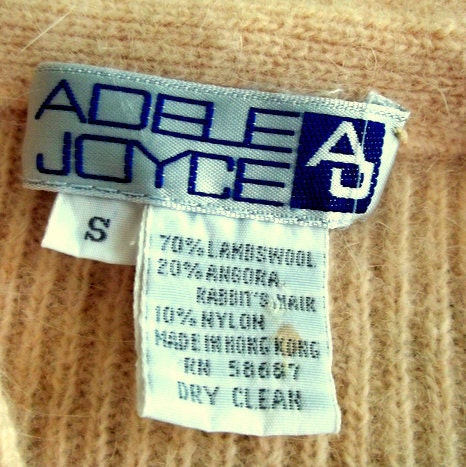 ADELE
JOYCE
AJ
S
70% LAMBSWOOL
20% ANGORA
RABBIT'S HAIR
10% NYLON
MADE IN HONG KONG
RN 58687
DRY CLEAN